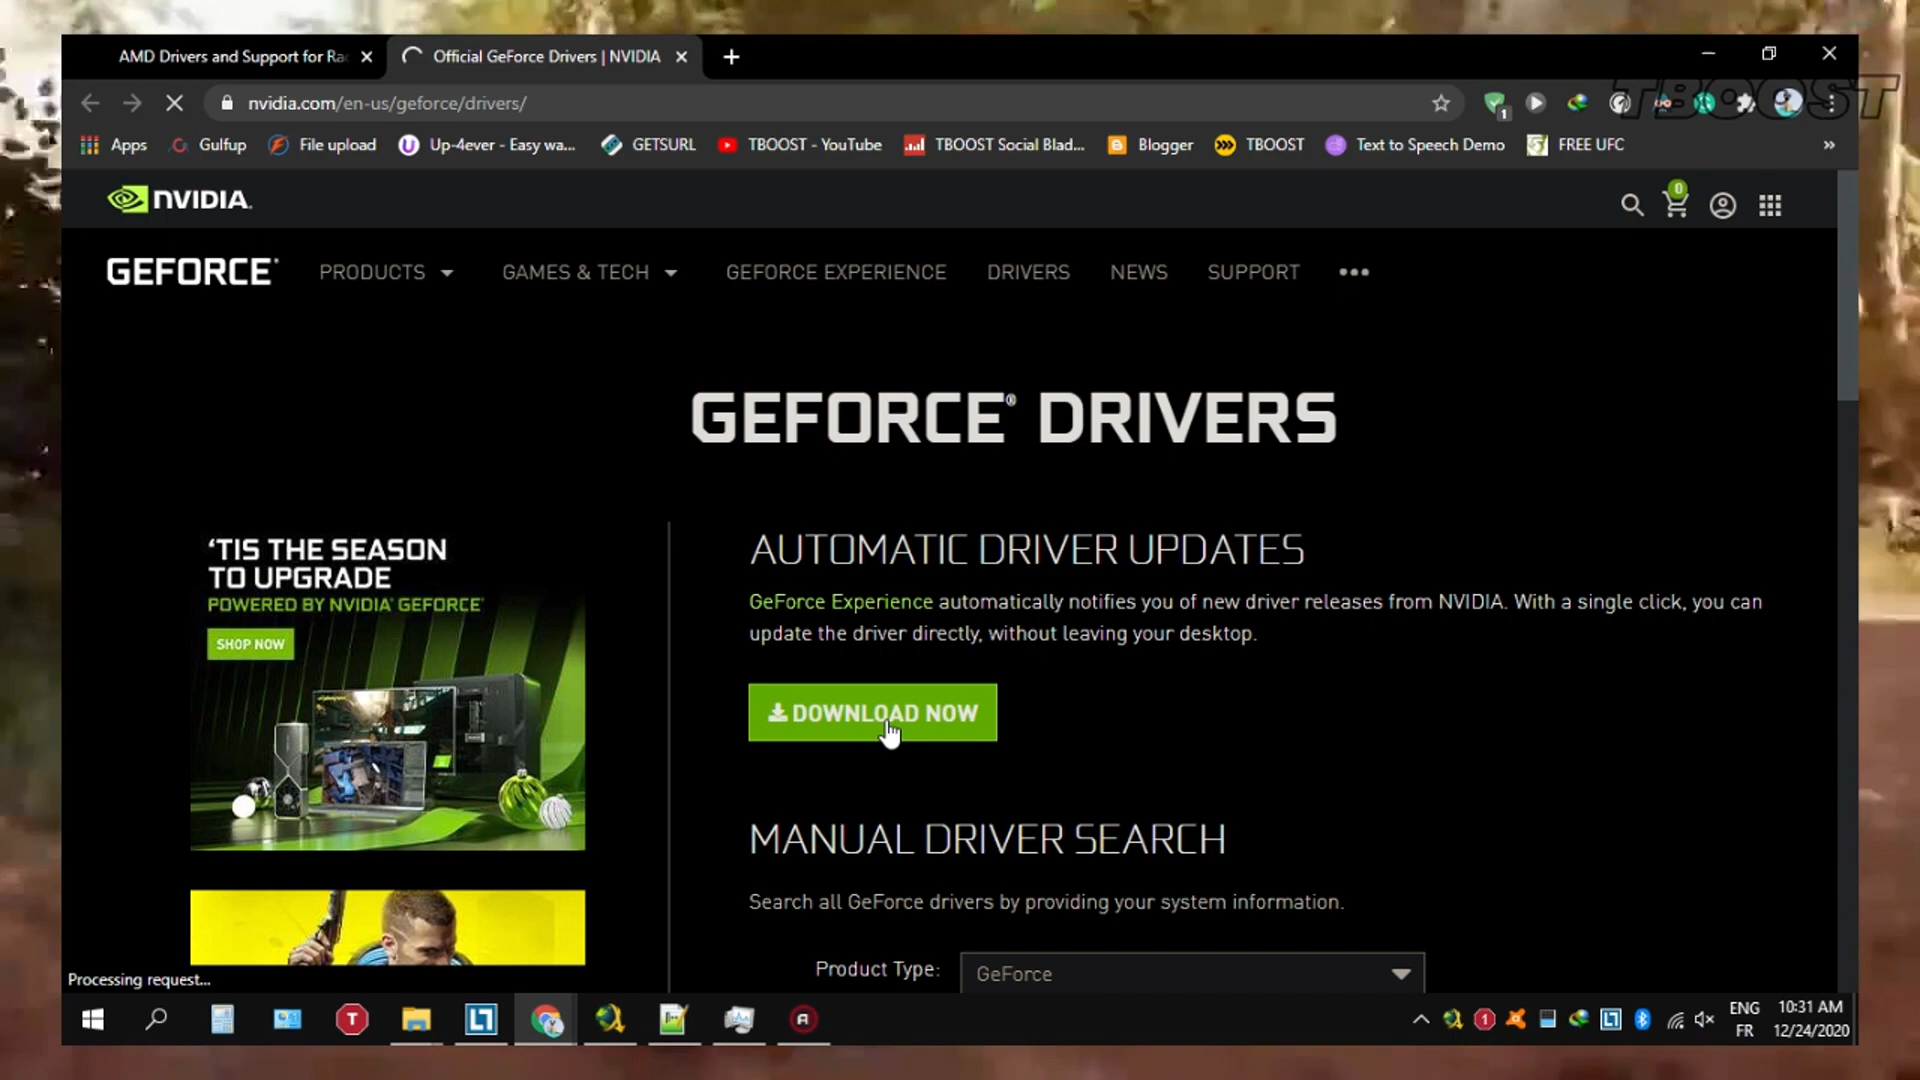 AMD Drivers and Support for Ra
Official GeForce Drivers | NVIDIA
nvidia.com/en-us/geforce/drivers/
1
TBOOST
Apps
Gulfup
File upload
Up-4ever - Easy wa...
GETSURL
TBOOST - YouTube
TBOOST Social Blad...
Blogger
TBOOST
Text to Speech Demo
FREE UFC
»
NVIDIA.
0
GEFORCE
PRODUCTS
GAMES & TECH
GEFORCE EXPERIENCE
DRIVERS
NEWS
SUPPORT
•••
GEFORCE® DRIVERS
'TIS THE SEASON
TO UPGRADE
POWERED BY NVIDIA GEFORCE
SHOP NOW
AUTOMATIC DRIVER UPDATES
GeForce Experience automatically notifies you of new driver releases from NVIDIA. With a single click, you can
update the driver directly, without leaving your desktop.
DOWNLOAD NOW
MANUAL DRIVER SEARCH
Search all GeForce drivers by providing your system information.
Product Type:
GeForce
Processing request...
ENG
FR
10:31 AM
12/24/2020